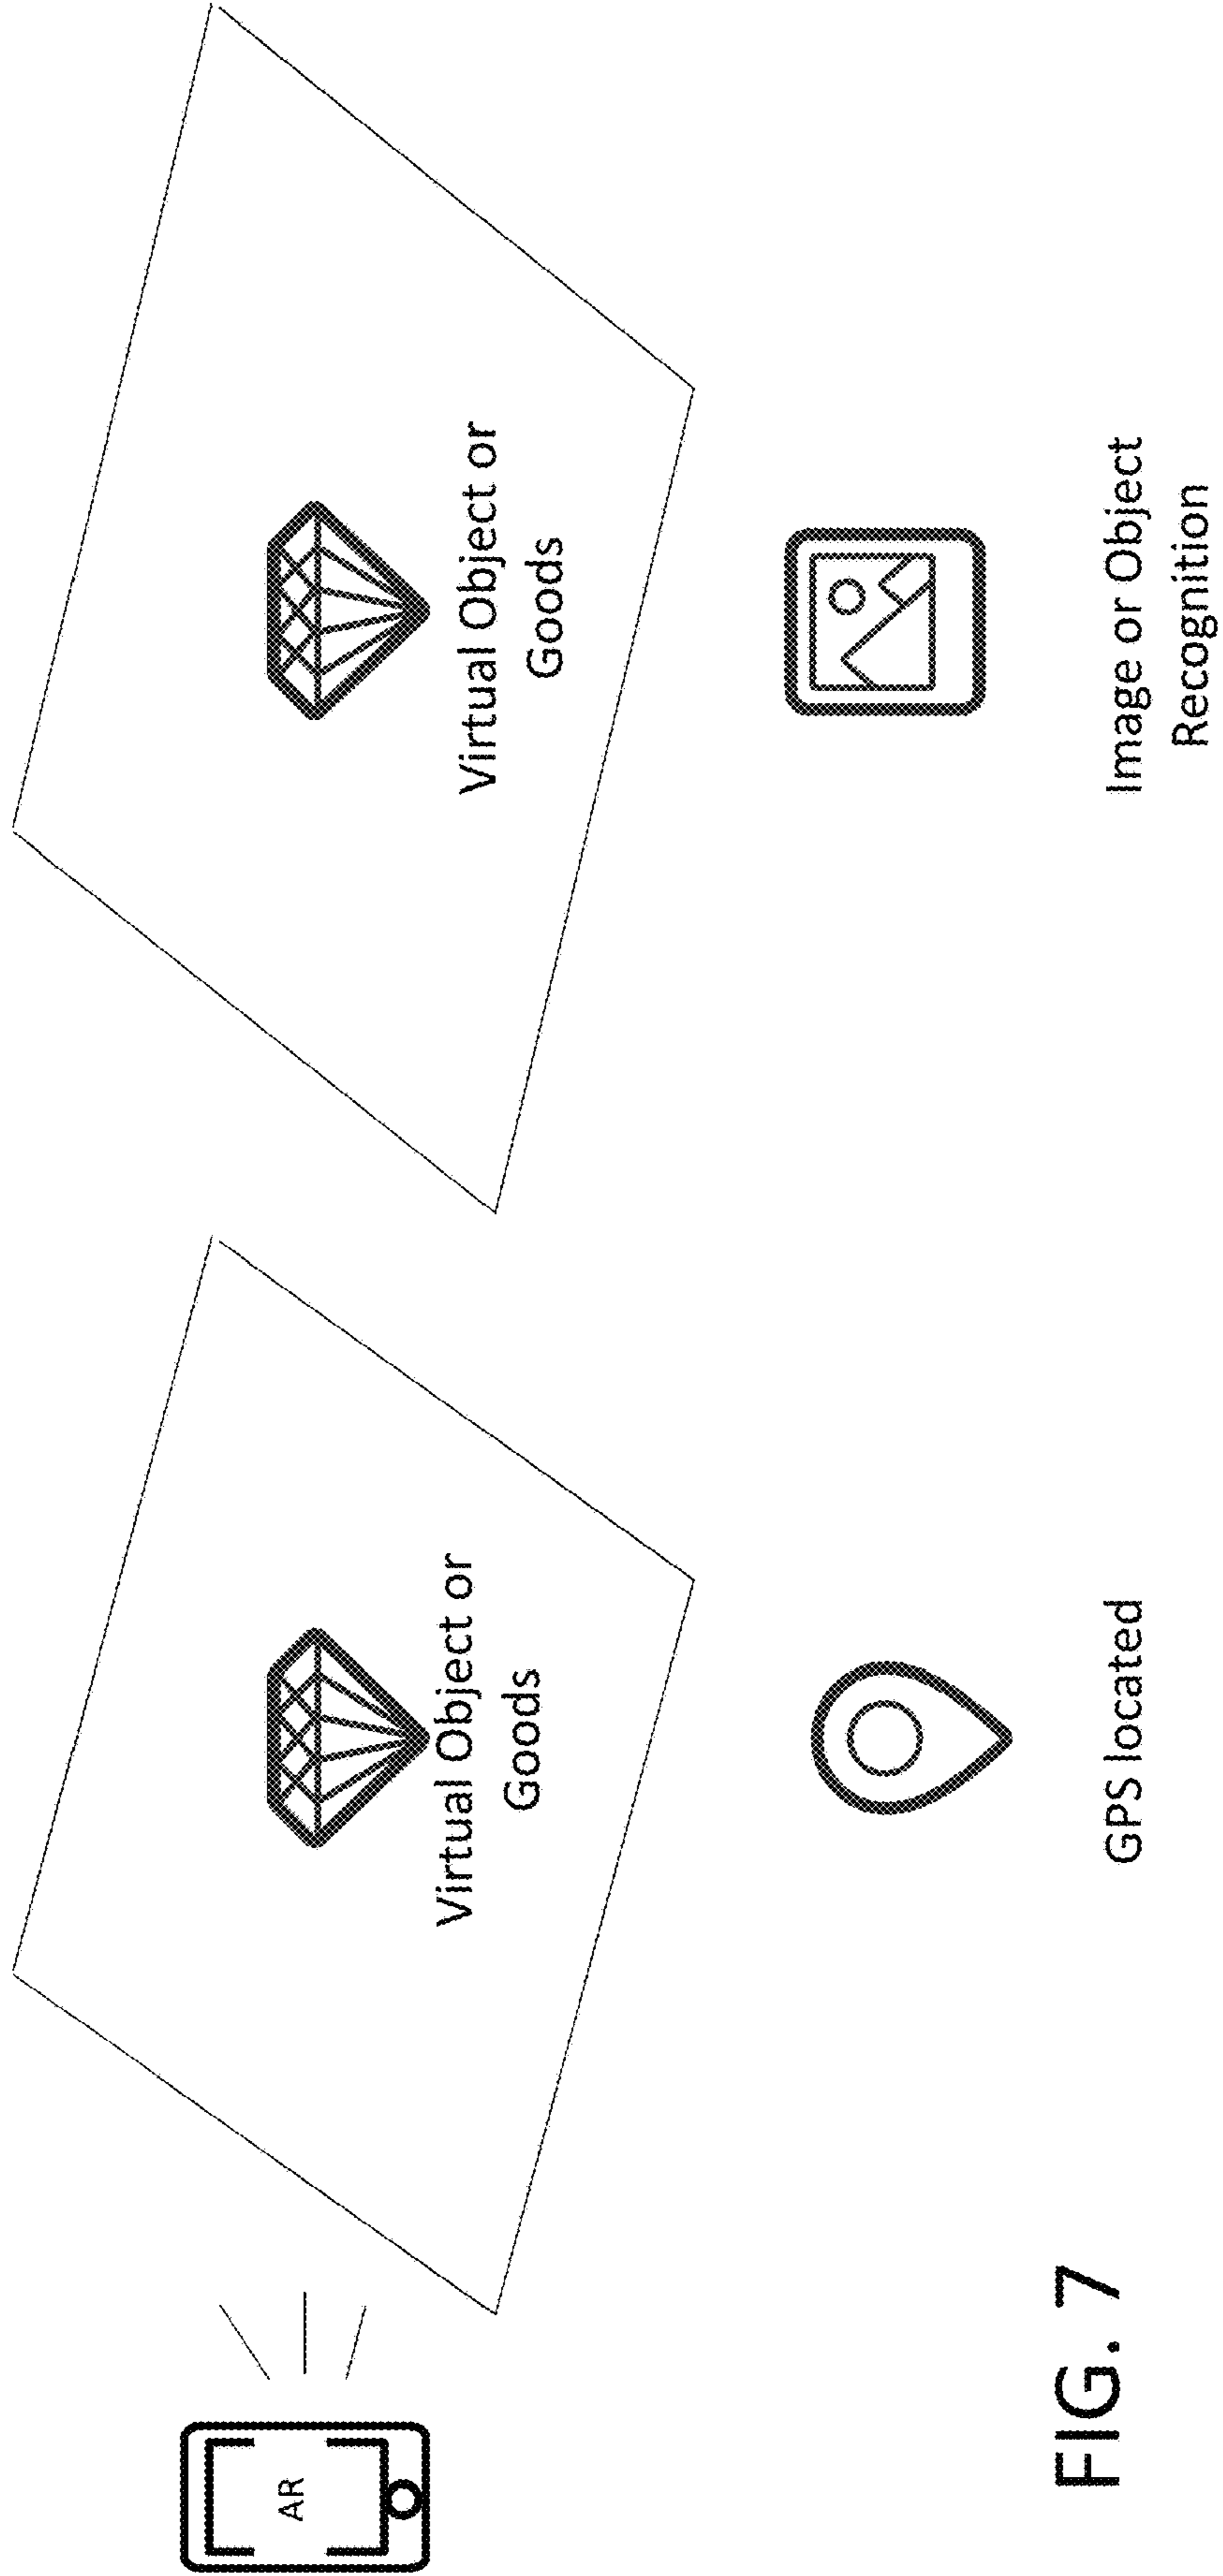 AR
Virtual Object or
Goods
Virtual Object or
Goods
GPS located
Image or Object
Recognition
FIG. 7